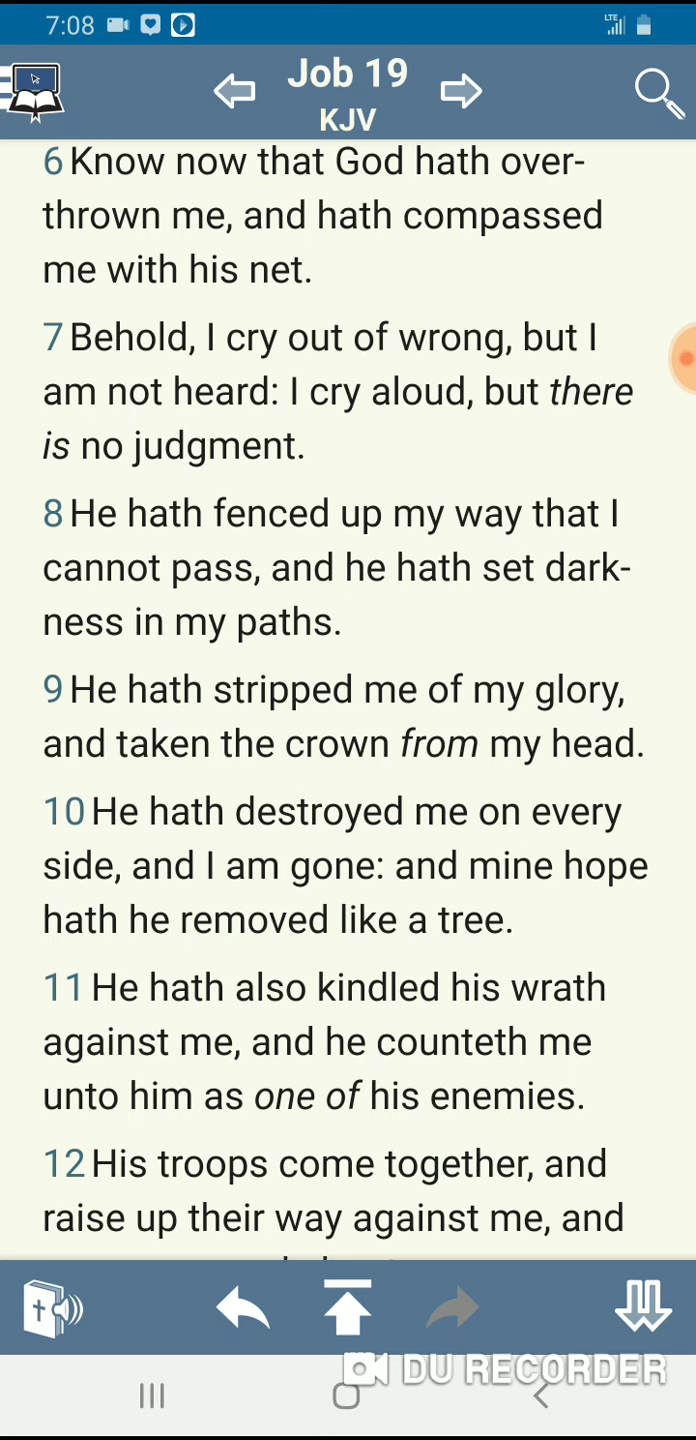 7:08
LTE
Job 19
KJV
6 Know now that God hath over-
thrown me, and hath compassed
me with his net.
7 Behold, I cry out of wrong, but I
am not heard: I cry aloud, but there
is no judgment.
8 He hath fenced up my way that I
cannot pass, and he hath set dark-
ness in my paths.
9 He hath stripped me of my glory,
and taken the crown from my head.
10 He hath destroyed me on every
side, and I am gone: and mine hope
hath he removed like a tree.
11 He hath also kindled his wrath
against me, and he counteth me
unto him as one of his enemies.
12 His troops come together, and
raise up their way against me, and
DU RECORDER